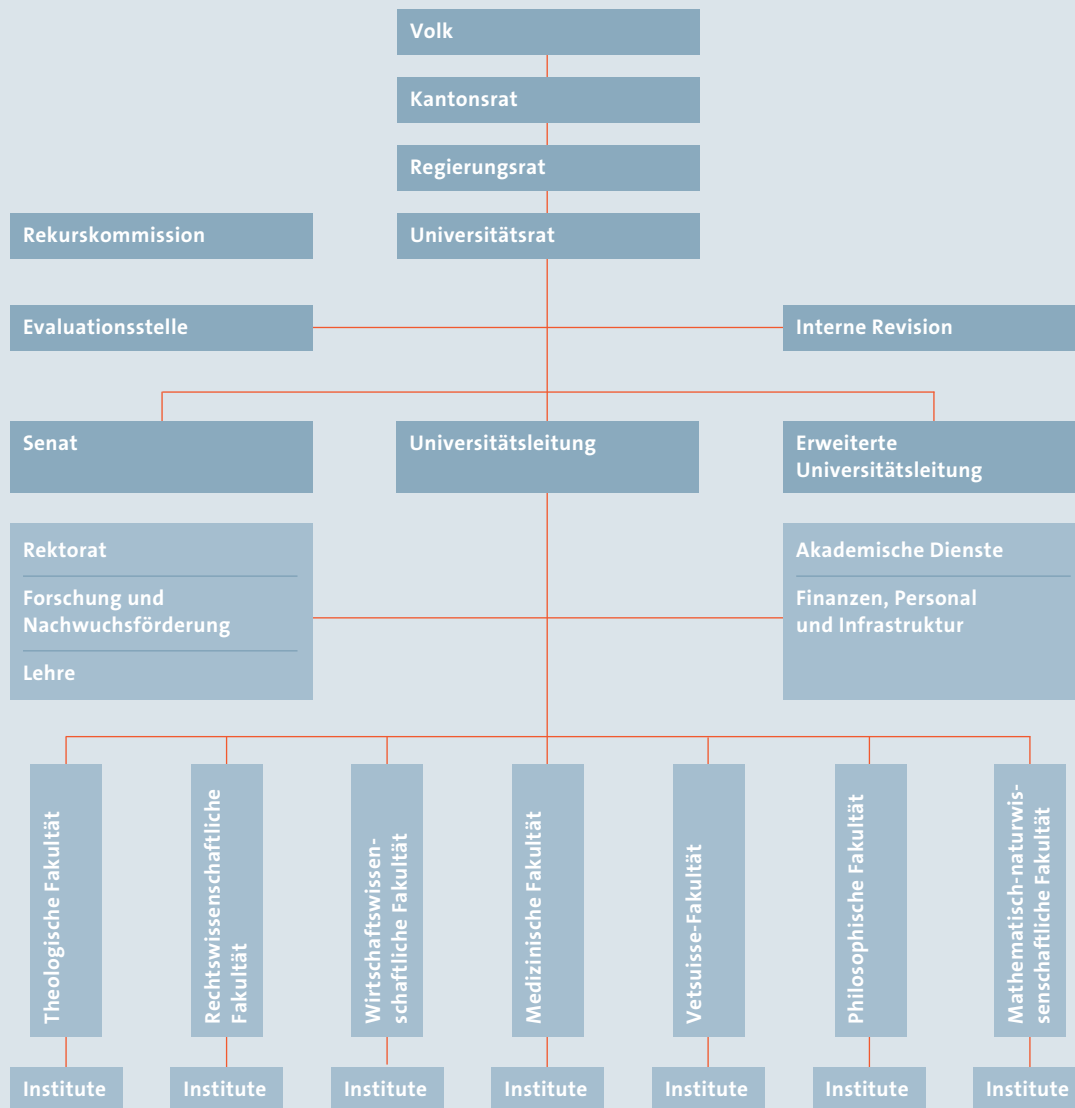 Volk
Kantonsrat
Regierungsrat
Rekurskommission
Universitätsrat
Evaluationsstelle
Interne Revision
Senat
Universitätsleitung
Erweiterte
Universitätsleitung
Rektorat
Forschung und
Nachwuchsförderung
Lehre
Akademische Dienste
Finanzen, Personal
und Infrastruktur
Theologische Fakultät
Rechtswissenschaftliche
Fakultät
Wirtschaftswissen-
schaftliche Fakultät
Medizinische Fakultät
Vetsuisse-Fakultät
Philosophische Fakultät
Mathematisch-naturwis-
senschaftliche Fakultät
Institute
Institute
Institute
Institute
Institute
Institute
Institute